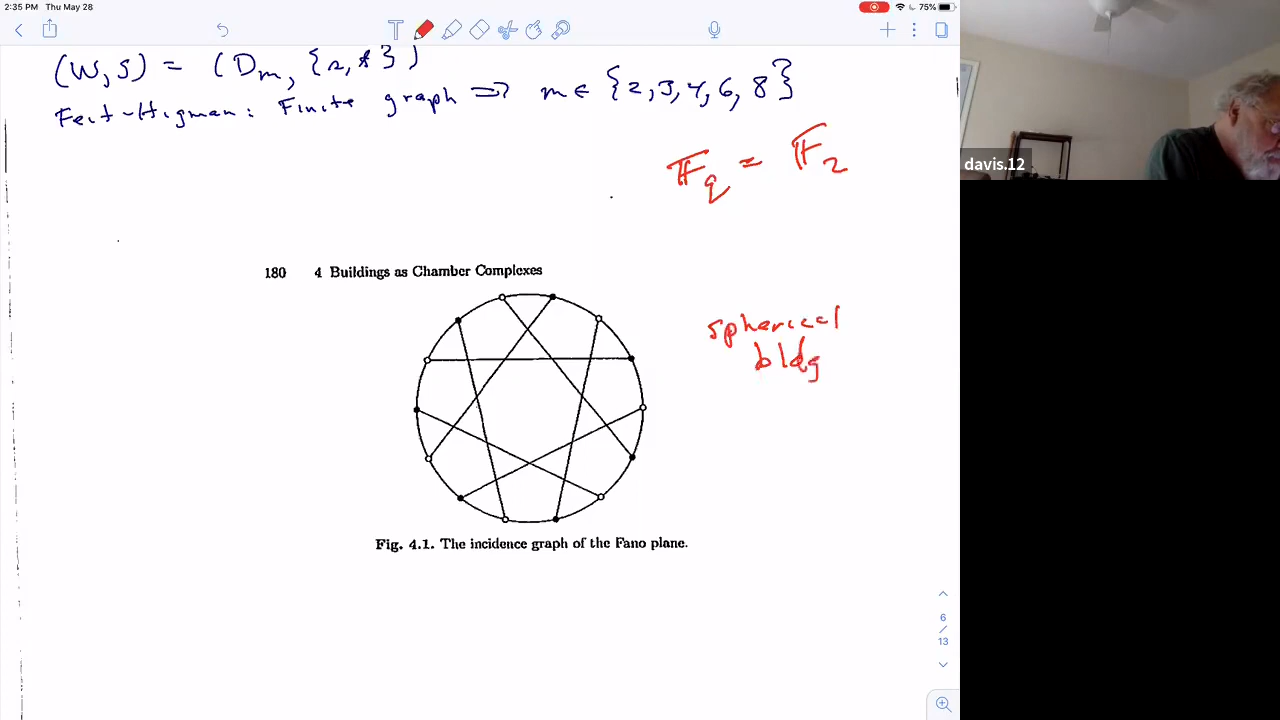 2:35 PM Thu May 28
75%
(W, S) = (D_m, {s, t})
Feit-Higman: Finite graph ⇒ m ∈ {2, 3, 4, 6, 8}
𝔽_q = 𝔽_2
davis.12
180 4 Buildings as Chamber Complexes
spherical
bldg
Fig. 4.1. The incidence graph of the Fano plane.
6
/
13